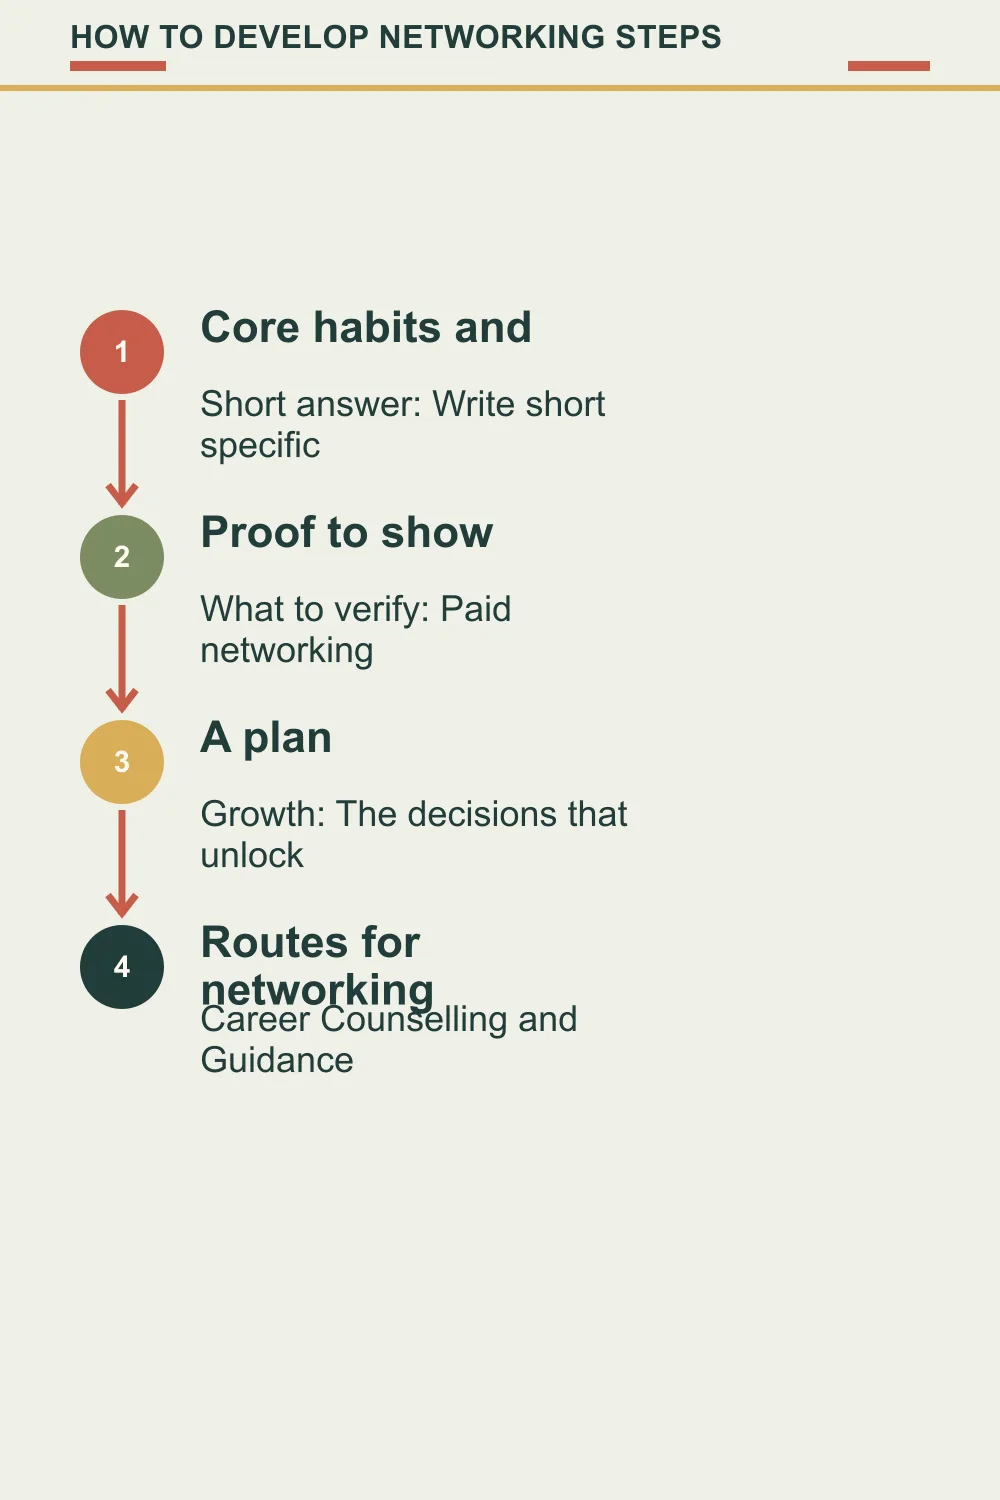 HOW TO DEVELOP NETWORKING STEPS
1
Core habits and
Short answer: Write short
specific
2
Proof to show
What to verify: Paid
networking
3
A plan
Growth: The decisions that
unlock
4
Routes for
networking
Career Counselling and
Guidance